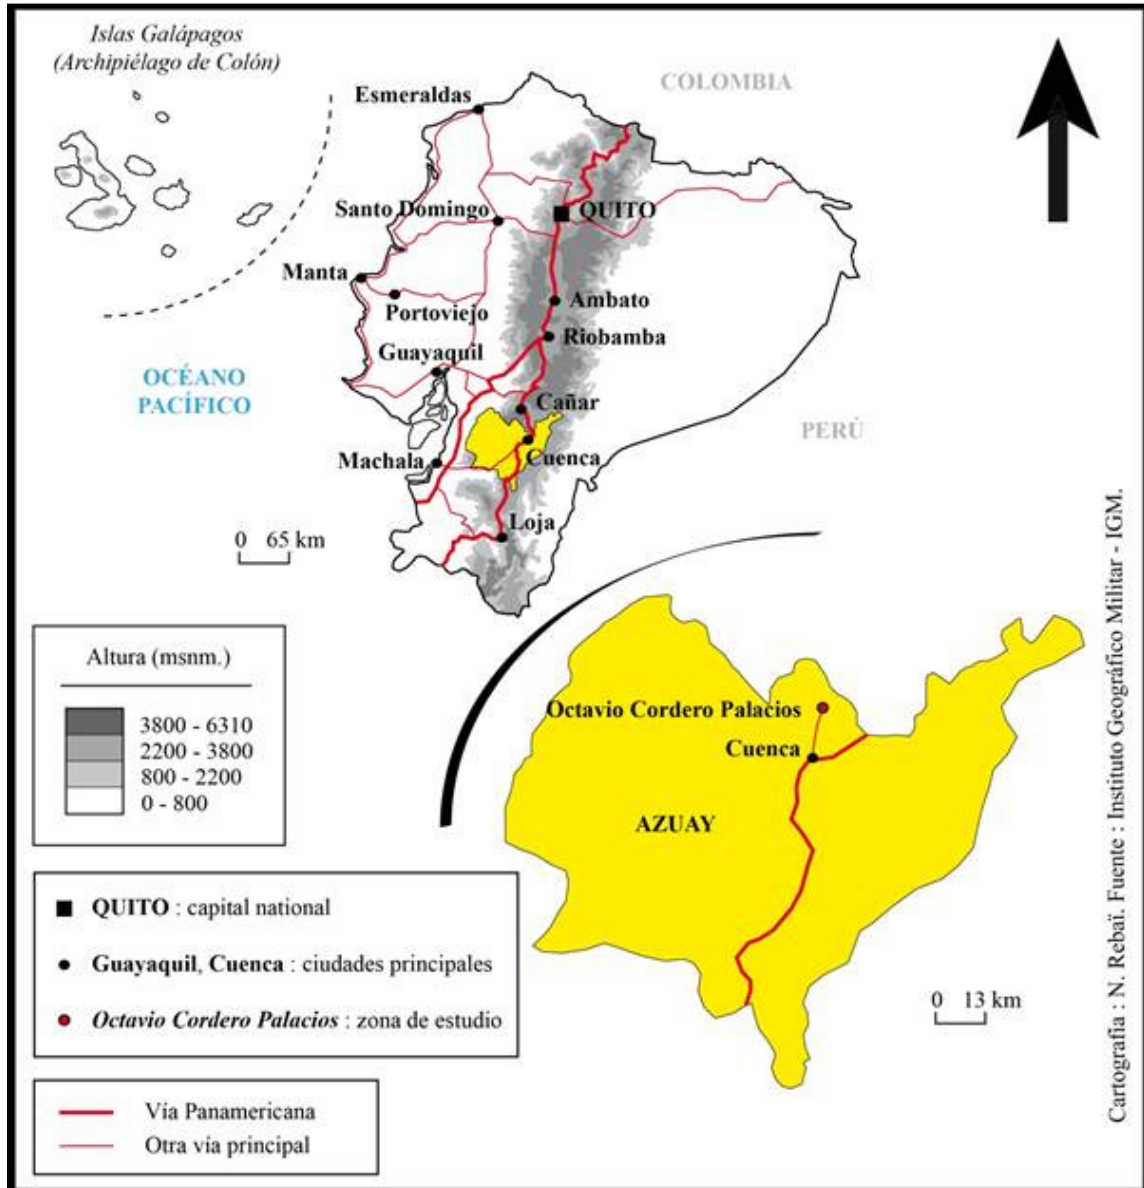 Islas Galápagos
(Archipiélago de Colón)
COLOMBIA
Esmeraldas
Santo Domingo
QUITO
Manta
Portoviejo
Ambato
Riobamba
Guayaquil
OCÉANO
PACÍFICO
Cañar
PERÚ
Machala
Cuenca
Loja
0 65 km
Altura (msnm.)
3800 - 6310
2200 - 3800
800 - 2200
0 - 800
Octavio Cordero Palacios
Cuenca
AZUAY
0 13 km
QUITO : capital national
Guayaquil, Cuenca : ciudades principales
Octavio Cordero Palacios : zona de estudio
Vía Panamericana
Otra vía principal
Cartografia : N. Rebaï. Fuente : Instituto Geográfico Militar - IGM.